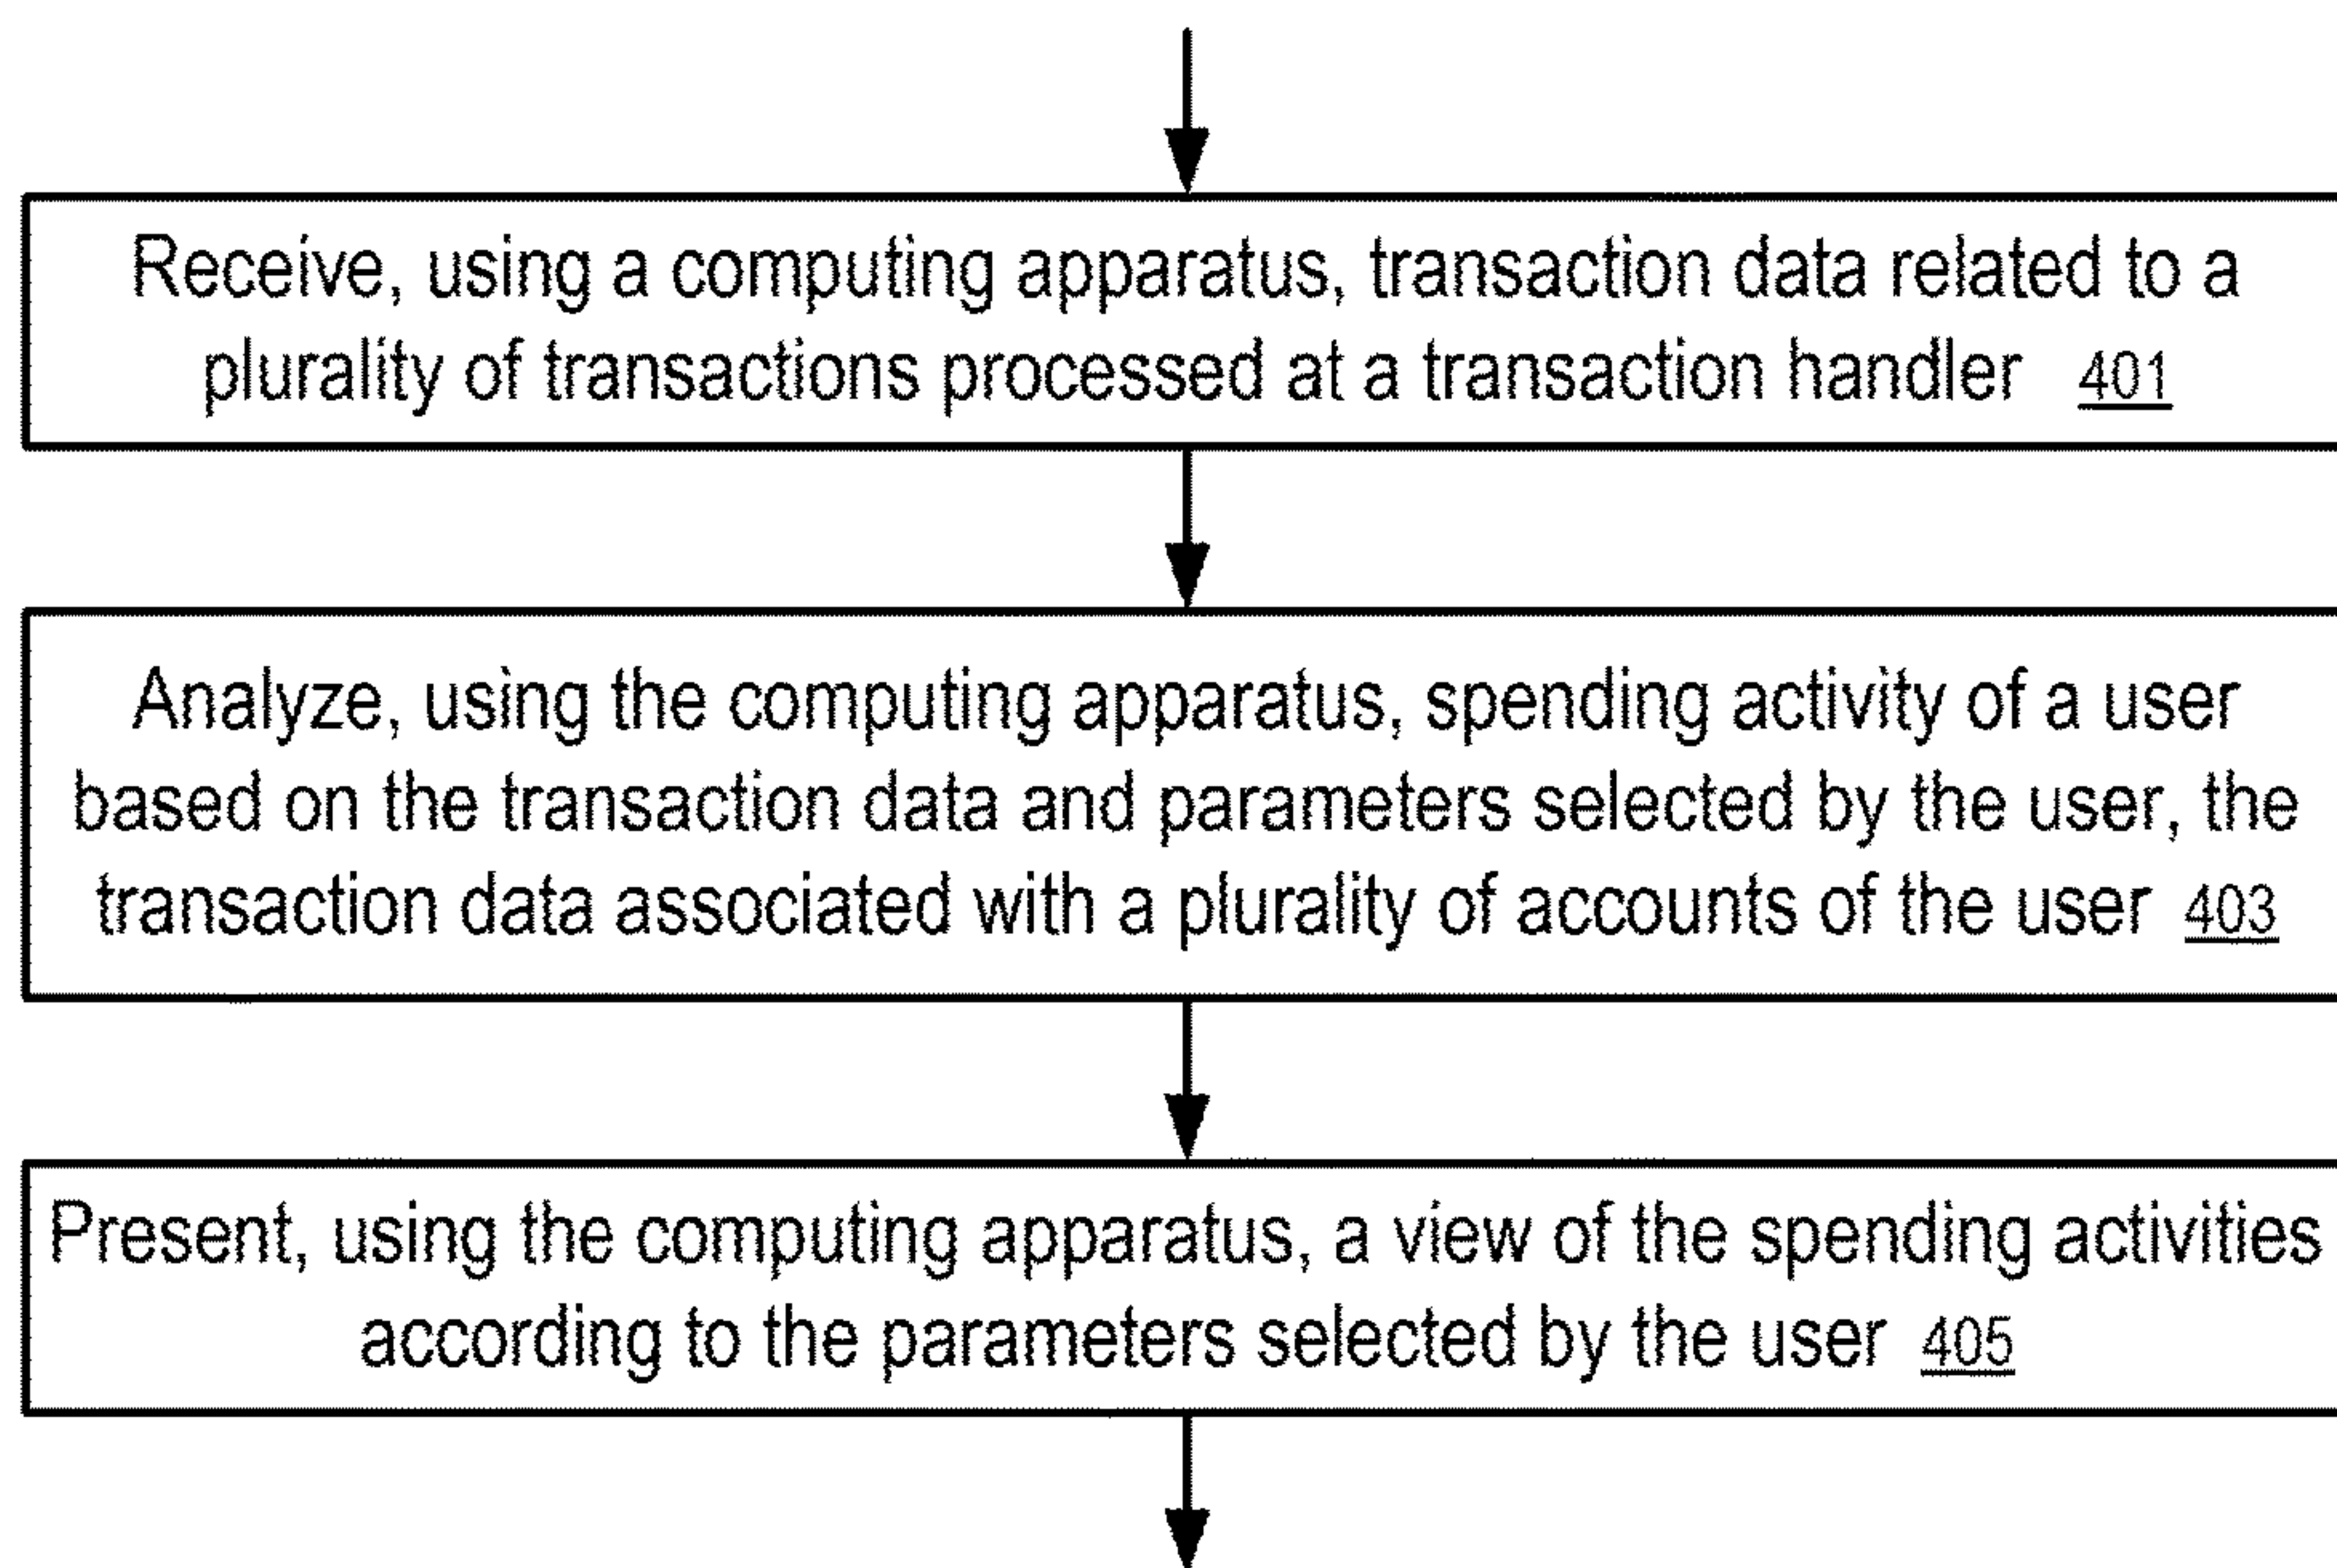 Receive, using a computing apparatus, transaction data related to a
plurality of transactions processed at a transaction handler 401
Analyze, using the computing apparatus, spending activity of a user
based on the transaction data and parameters selected by the user, the
transaction data associated with a plurality of accounts of the user 403
Present, using the computing apparatus, a view of the spending activities
according to the parameters selected by the user 405